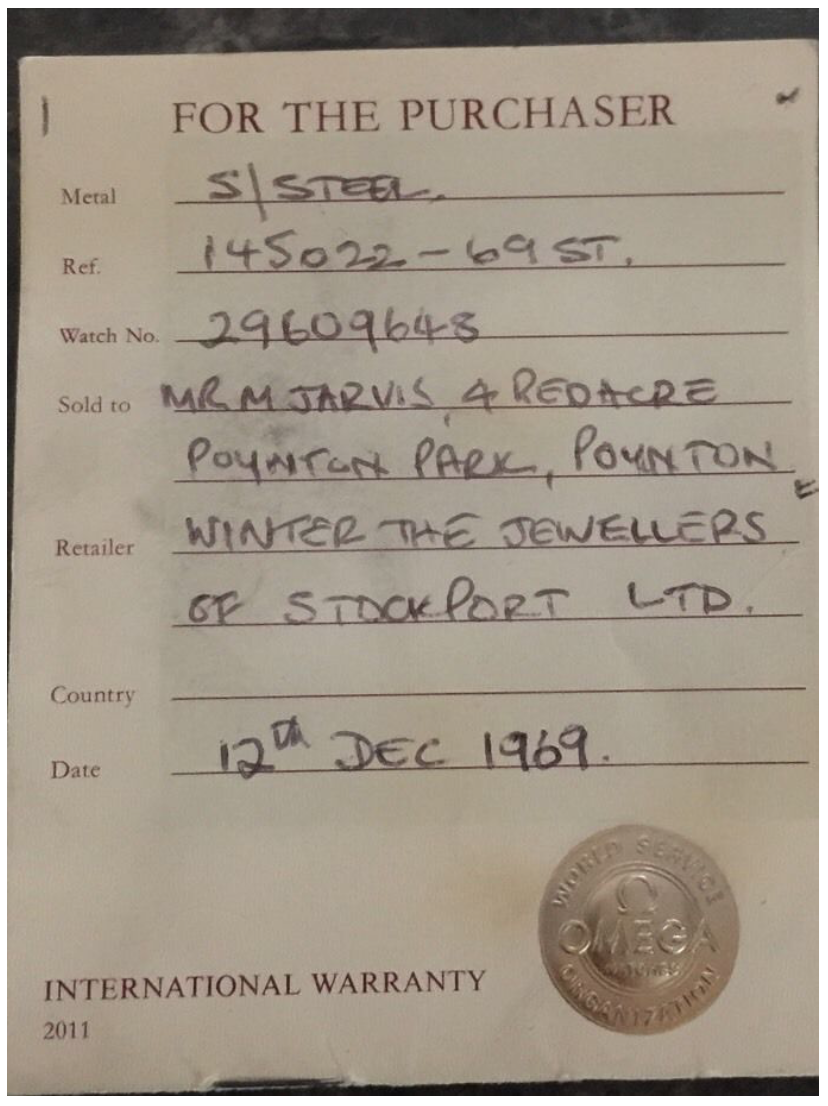 FOR THE PURCHASER
Metal S/STEEL.
Ref. 145022-69 ST.
Watch No. 29609648
Sold to MR M JARVIS, 4 REDACRE
POYNTON PARK, POYNTON
Retailer WINTER THE JEWELLERS
OF STOCKPORT LTD.
Country
Date 12TH DEC 1969.
WORLD SERVICE
Ω
OMEGA
ORGANIZATION
INTERNATIONAL WARRANTY
2011